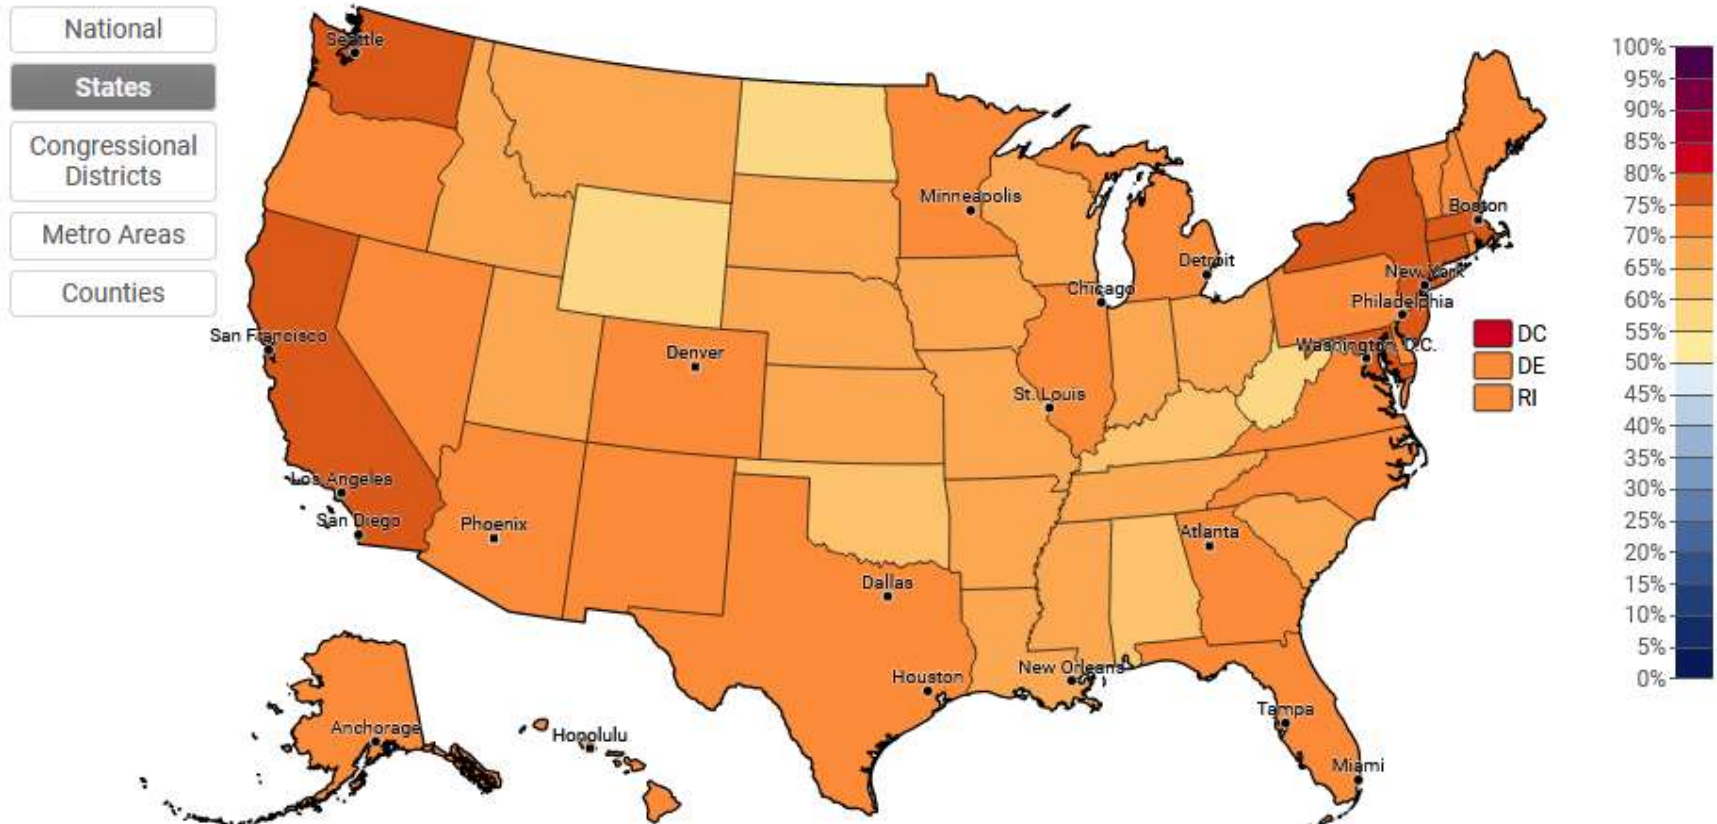 National
States
Congressional
Districts
Metro Areas
Counties
Seattle
Minneapolis
Boston
Detroit
New York
Chicago
Philadelphia
San Francisco
Washington, D.C.
Denver
St. Louis
Los Angeles
San Diego
Phoenix
Atlanta
Dallas
New Orleans
Houston
Tampa
Anchorage
Honolulu
Miami
DC
DE
RI
100%
95%
90%
85%
80%
75%
70%
65%
60%
55%
50%
45%
40%
35%
30%
25%
20%
15%
10%
5%
0%